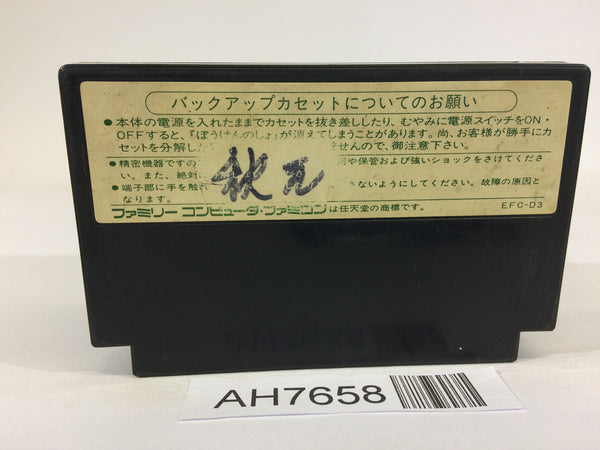 バックアップカセットについてのお願い
●本体の電源を入れたままでカセットを抜き差ししたり、むやみに電源スイッチをON・
OFFすると、『ぼうけんのしょ』が消えてしまうことがあります。尚、お客様が勝手にカ
セットを分解した せんので、御注意下さい。
●精密機器ですの や保管および強いショックをさけてくださ
い。また、絶対
●端子部に手を触れ さないようにしてください。故障の原因と
なります。
秋元
ファミリーコンピュータ・ファミコンは任天堂の商標です。
EFC-D3
AH7658